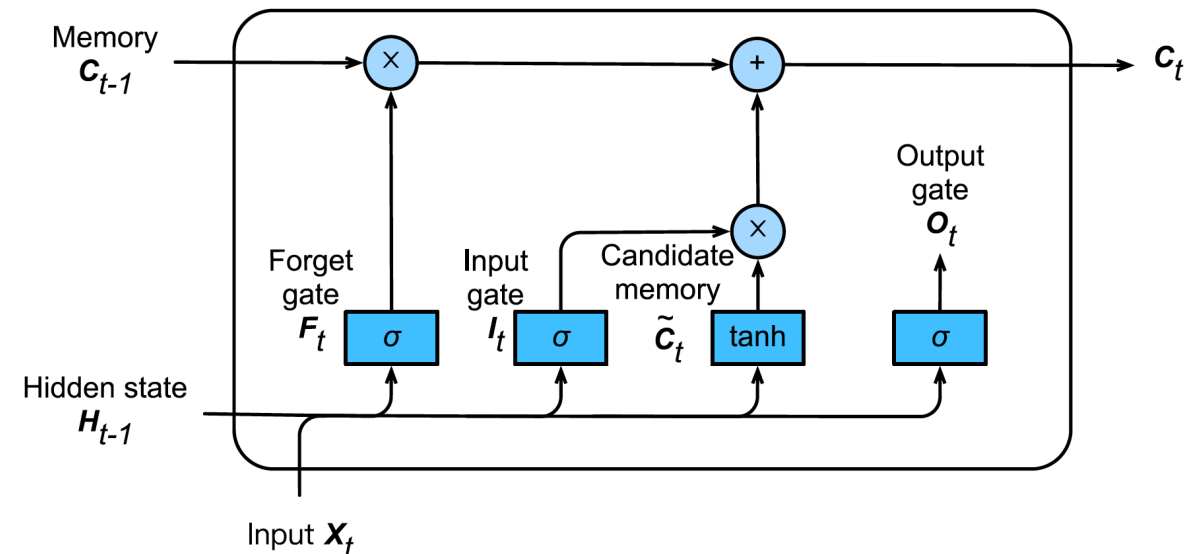 Memory
C_{t-1}
×
+
C_t
Output
gate
O_t
×
Forget
gate
F_t
Input
gate
I_t
Candidate
memory
C̃_t
σ
σ
tanh
σ
Hidden state
H_{t-1}
Input X_t